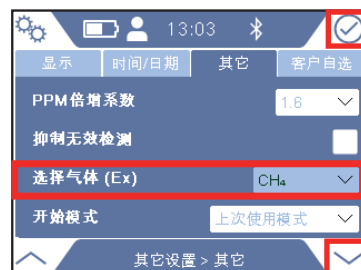 13:03
显示 时间/日期 其它 客户自选
PPM倍增系数 1.6
抑制无效检测
选择气体 (Ex) CH₄
开始模式 上次使用模式
其它设置 > 其它